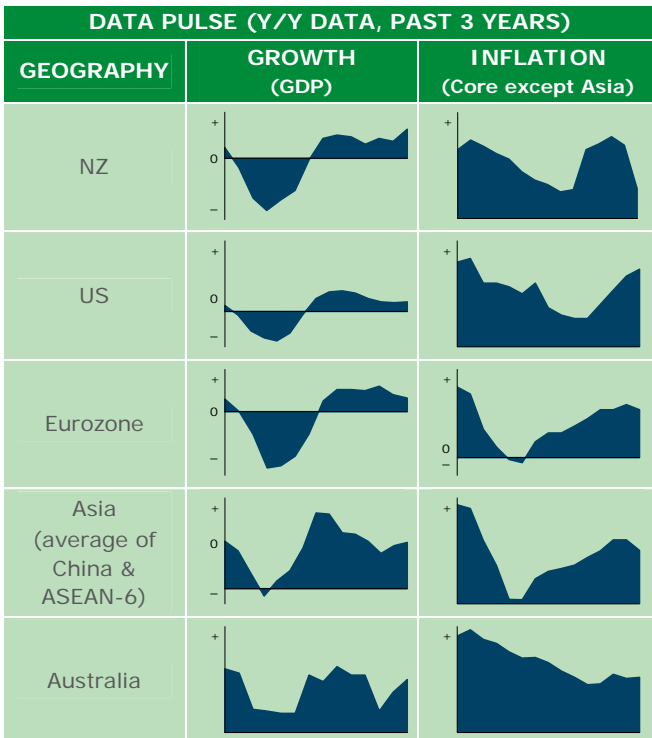 DATA PULSE (Y/Y DATA, PAST 3 YEARS)
GEOGRAPHY
GROWTH
(GDP)
INFLATION
(Core except Asia)
NZ
+
0
–
+
US
+
0
–
+
Eurozone
+
0
–
+
0
–
Asia
(average of
China &
ASEAN-6)
+
0
–
+
Australia
+
+